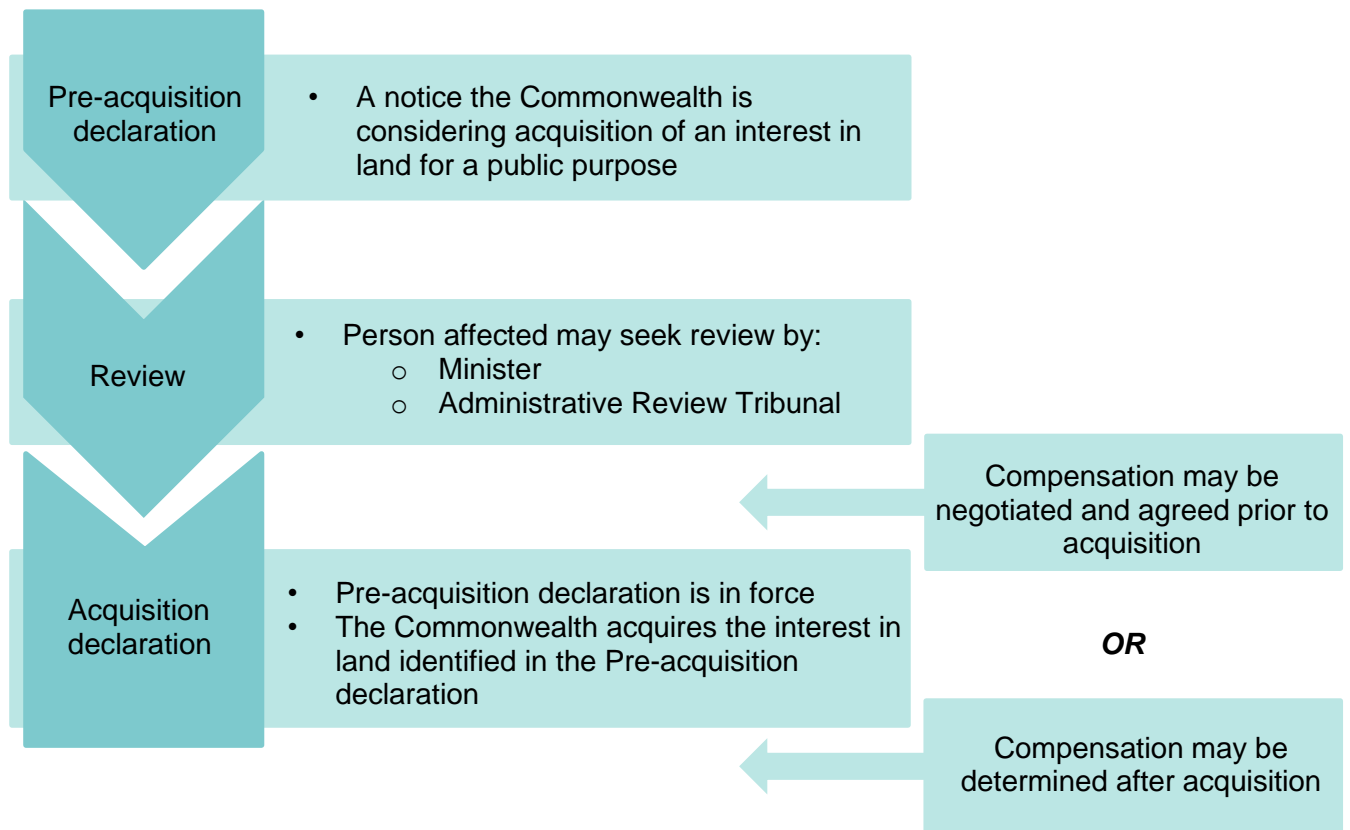 Pre-acquisition
declaration
• A notice the Commonwealth is
considering acquisition of an interest in
land for a public purpose
Review
• Person affected may seek review by:
o Minister
o Administrative Review Tribunal
Compensation may be
negotiated and agreed prior to
acquisition
Acquisition
declaration
• Pre-acquisition declaration is in force
• The Commonwealth acquires the interest in
land identified in the Pre-acquisition
declaration
OR
Compensation may be
determined after acquisition